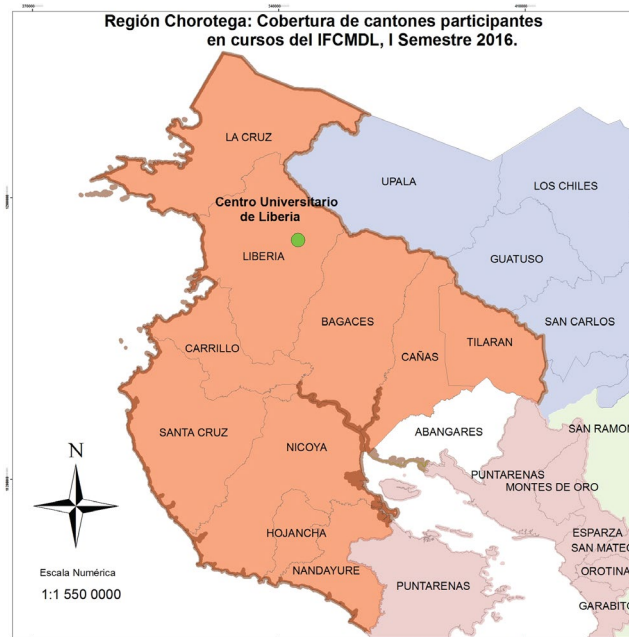 Región Chorotega: Cobertura de cantones participantes
en cursos del IFCMDL, I Semestre 2016.
LA CRUZ
UPALA
LOS CHILES
Centro Universitario
de Liberia
LIBERIA
GUATUSO
BAGACES
SAN CARLOS
CARRILLO
CAÑAS
TILARAN
SANTA CRUZ
NICOYA
ABANGARES
SAN RAMON
N
PUNTARENAS
MONTES DE ORO
HOJANCHA
ESPARZA
SAN MATEO
NANDAYURE
OROTINA
Escala Numérica
PUNTARENAS
1:1 550 0000
GARABITO